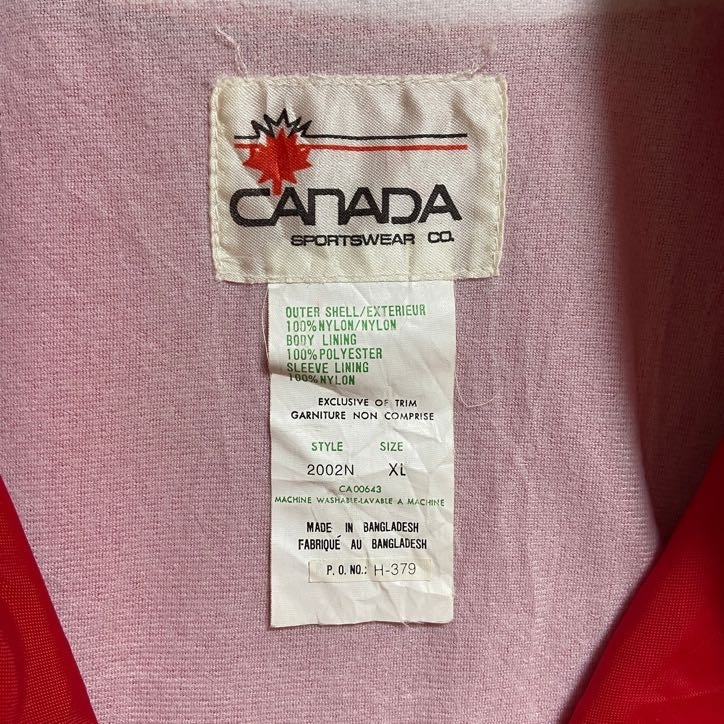 CANADA
SPORTSWEAR CO.
OUTER SHELL/EXTERIEUR
100%NYLON/NYLON
BODY LINING
100%POLYESTER
SLEEVE LINING
100%NYLON
EXCLUSIVE OF TRIM
GARNITURE NON COMPRISE
STYLE SIZE
2002N XL
CA00643
MACHINE WASHABLE-LAVABLE A MACHINE
MADE IN BANGLADESH
FABRIQUÉ AU BANGLADESH
P. O. NO.: H-379